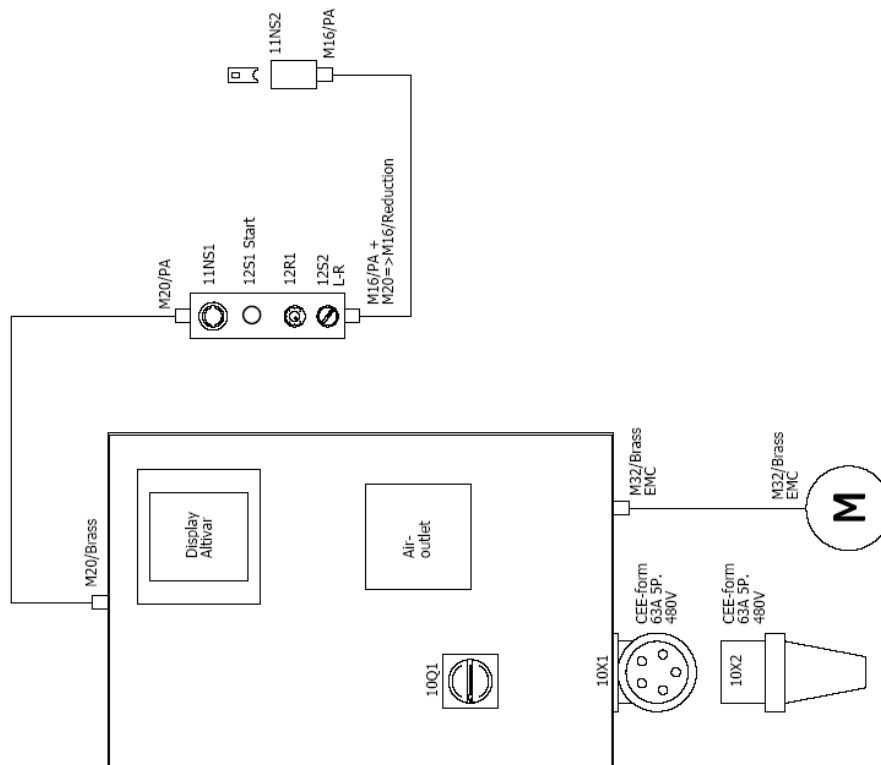 11NS2
M16/PA
M20/PA
11NS1
12S1 Start
12R1
12S2
L-R
M16/PA +
M20=>M16/Reduction
M20/Brass
Display
Altivar
Air-
outlet
M32/Brass
EMC
M32/Brass
EMC
M
10Q1
10X1
CEE-form
63A 5P.
480V
10X2
CEE-form
63A 5P.
480V